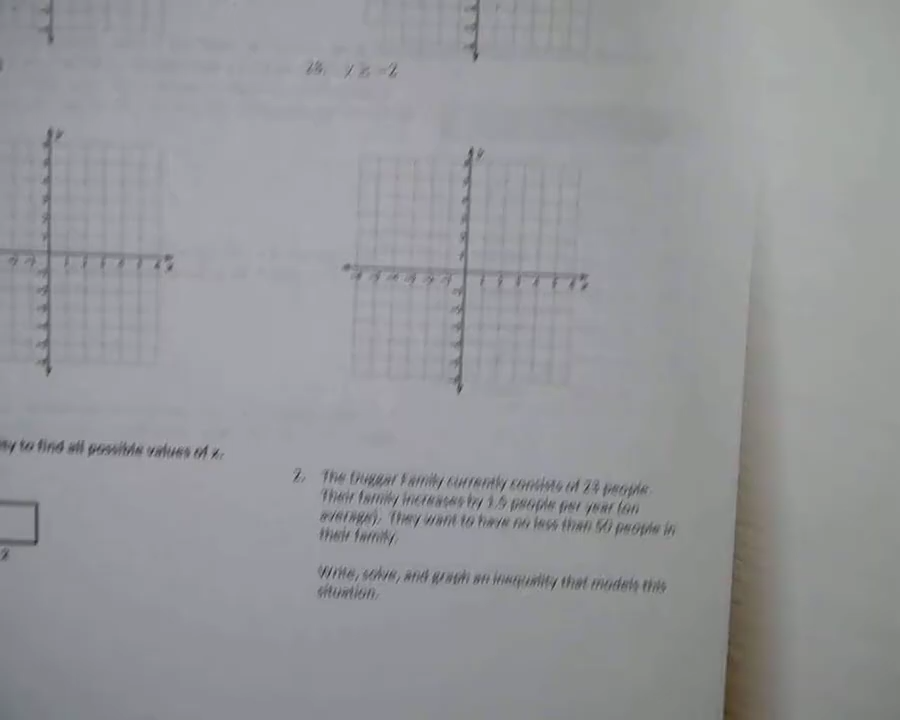 y to find all possible values of x.
2. The Duggar Family currently consists of 23 people.
Their family increases by 1.5 people per year (on
average). They want to have no less than 50 people in
their family.
Write, solve, and graph an inequality that models this
situation.